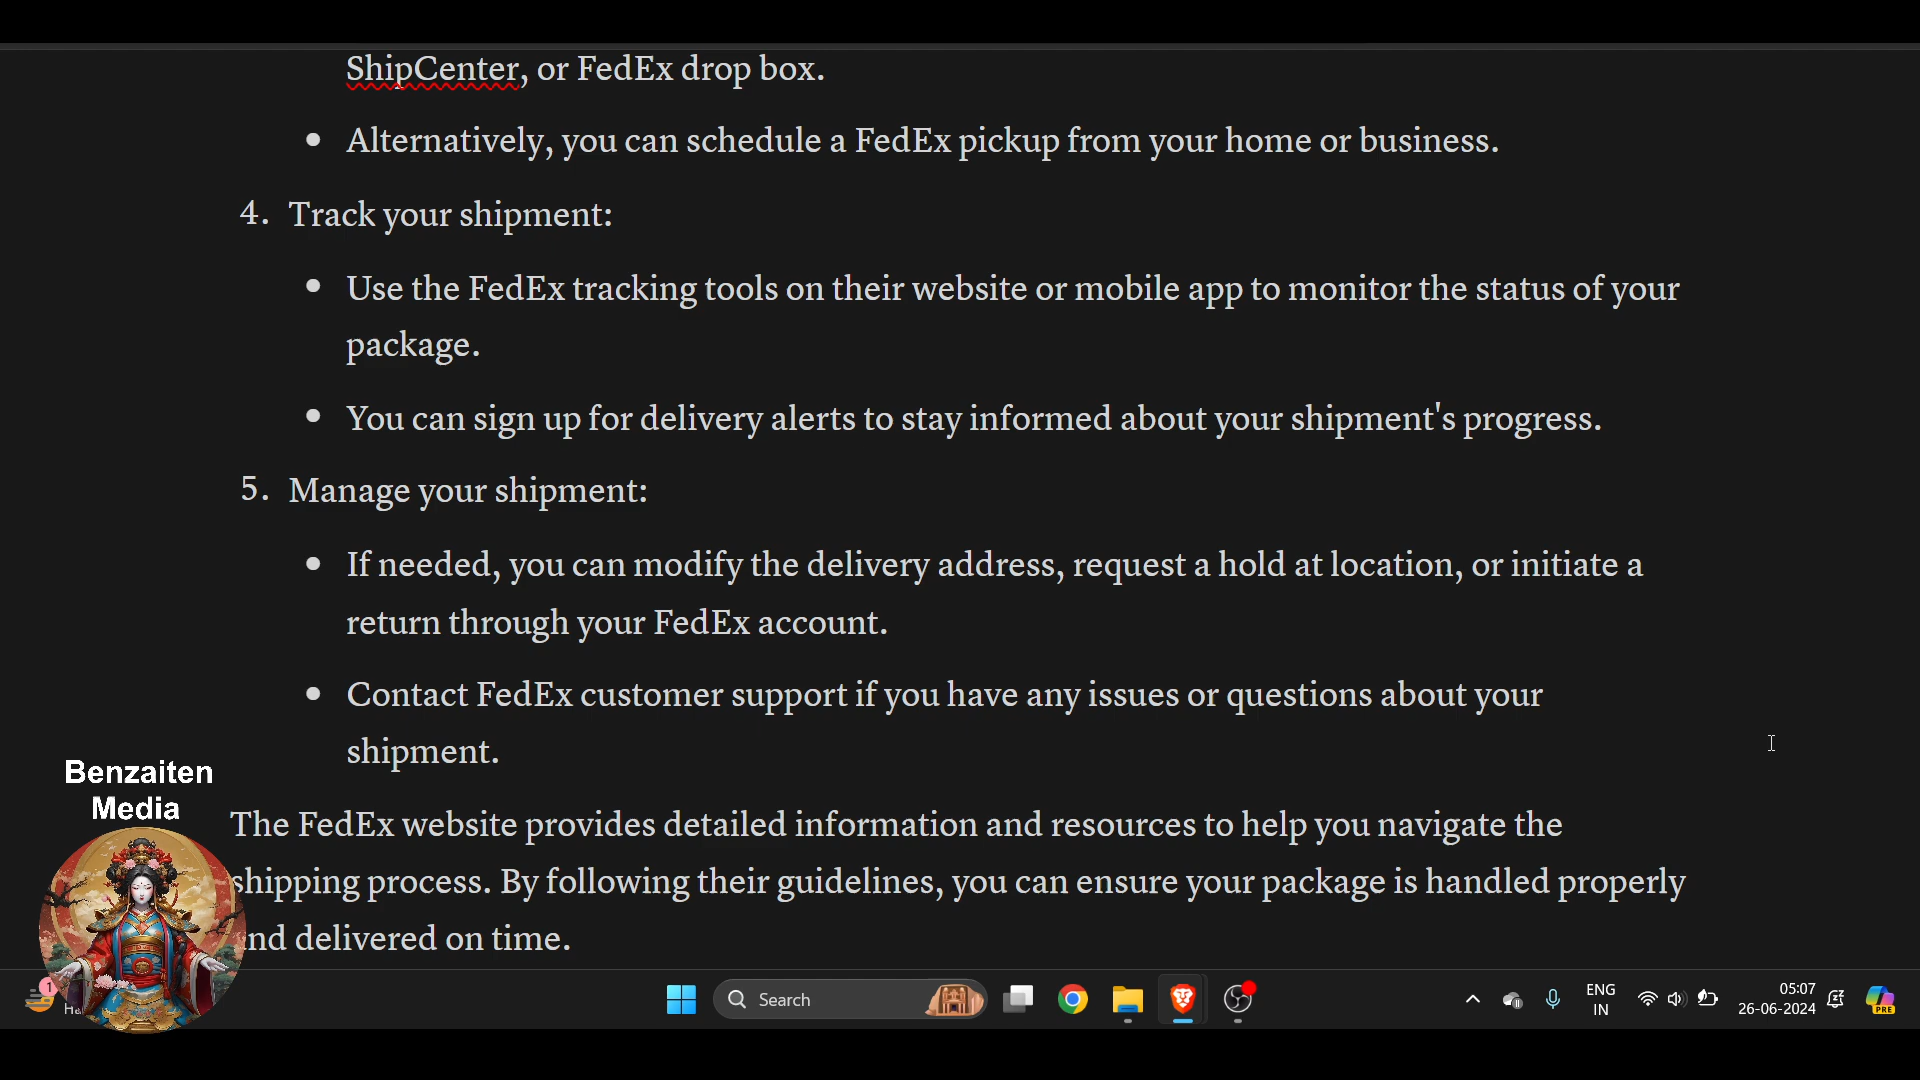 ShipCenter, or FedEx drop box.
• Alternatively, you can schedule a FedEx pickup from your home or business.
4. Track your shipment:
• Use the FedEx tracking tools on their website or mobile app to monitor the status of your
package.
• You can sign up for delivery alerts to stay informed about your shipment's progress.
5. Manage your shipment:
• If needed, you can modify the delivery address, request a hold at location, or initiate a
return through your FedEx account.
• Contact FedEx customer support if you have any issues or questions about your
shipment.
The FedEx website provides detailed information and resources to help you navigate the
shipping process. By following their guidelines, you can ensure your package is handled properly
and delivered on time.
Benzaiten
Media
1
Search
ENG
IN
05:07
26-06-2024
PRE